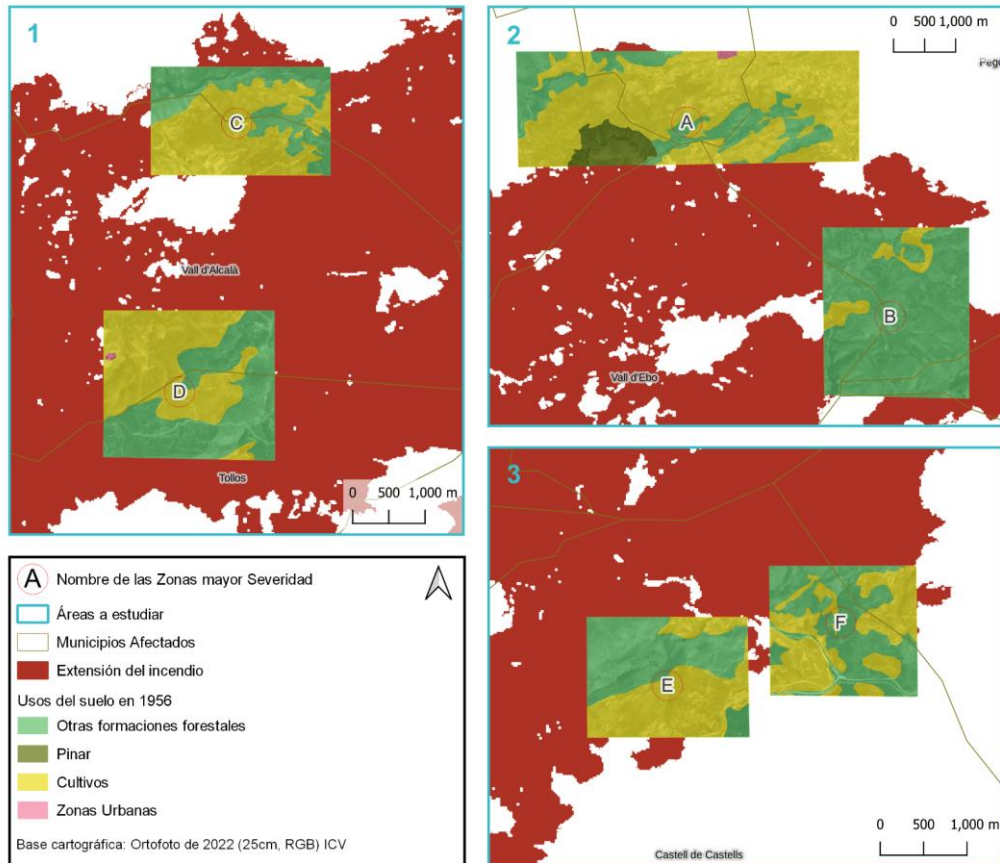 1
C
Vall d'Alcalà
D
Tollos
0 500 1,000 m
2
0 500 1,000 m
Pego
A
B
Vall d'Ebo
3
F
E
0 500 1,000 m
Castell de Castells
A Nombre de las Zonas mayor Severidad
Áreas a estudiar
Municipios Afectados
Extensión del incendio
Usos del suelo en 1956
Otras formaciones forestales
Pinar
Cultivos
Zonas Urbanas
Base cartográfica: Ortofoto de 2022 (25cm, RGB) ICV